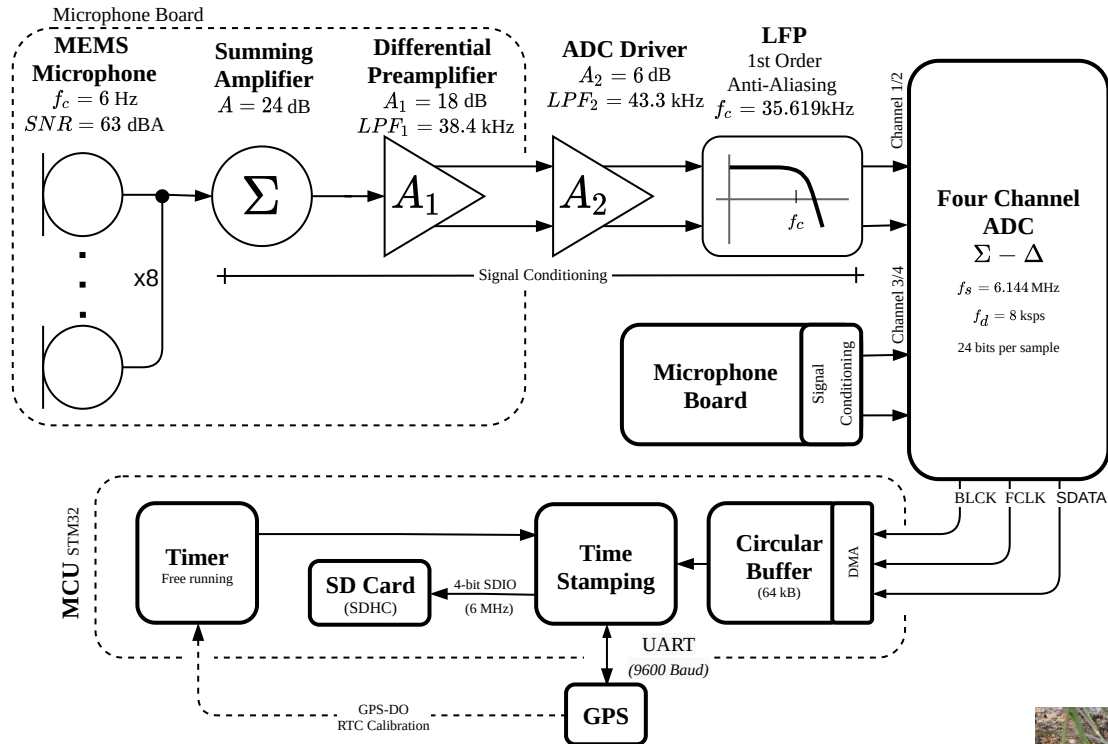 Microphone Board
MEMS
Microphone
f_c = 6 Hz
SNR = 63 dBA
Summing
Amplifier
A = 24 dB
Differential
Preamplifier
A_1 = 18 dB
LPF_1 = 38.4 kHz
ADC Driver
A_2 = 6 dB
LPF_2 = 43.3 kHz
LFP
1st Order
Anti-Aliasing
f_c = 35.619kHz
Σ
A_1
A_2
f_c
x8
Signal Conditioning
Channel 1/2
Channel 3/4
Four Channel
ADC
Σ − Δ
f_s = 6.144 MHz
f_d = 8 ksps
24 bits per sample
Microphone
Board
Signal
Conditioning
BLCK FCLK SDATA
MCU STM32
Timer
Free running
SD Card
(SDHC)
4-bit SDIO
(6 MHz)
Time
Stamping
Circular
Buffer
(64 kB)
DMA
UART
(9600 Baud)
GPS-DO
RTC Calibration
GPS